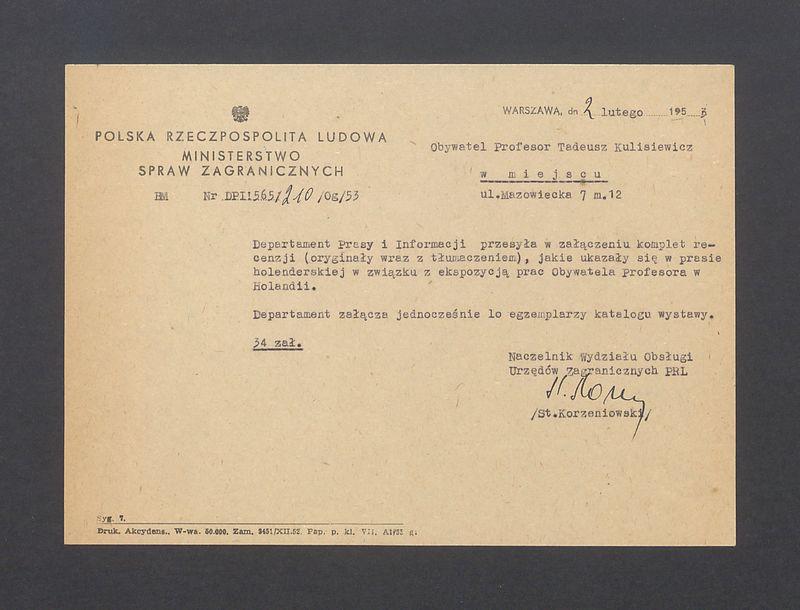 WARSZAWA, dn 2 lutego 1953
POLSKA RZECZPOSPOLITA LUDOWA
MINISTERSTWO
SPRAW ZAGRANICZNYCH
BM Nr DPI1565/210/Og/53
Obywatel Profesor Tadeusz Kulisiewicz
w miejscu
ul.Mazowiecka 7 m.12
Departament Prasy i Informacji przesyła w załączeniu komplet re-
cenzji (oryginały wraz z tłumaczeniem), jakie ukazały się w prasie
holenderskiej w związku z ekspozycją prac Obywatela Profesora w
Holandii.
Departament załącza jednocześnie lo egzemplarzy katalogu wystawy.
34 zał.
Naczelnik Wydziału Obsługi
Urzędów Zagranicznych PRL
/St.Korzeniowski/
Syg. 7.
Druk. Akcydens., W-wa. 50.000. Zam. 3451/XII.52. Pap. p. kl. VII.